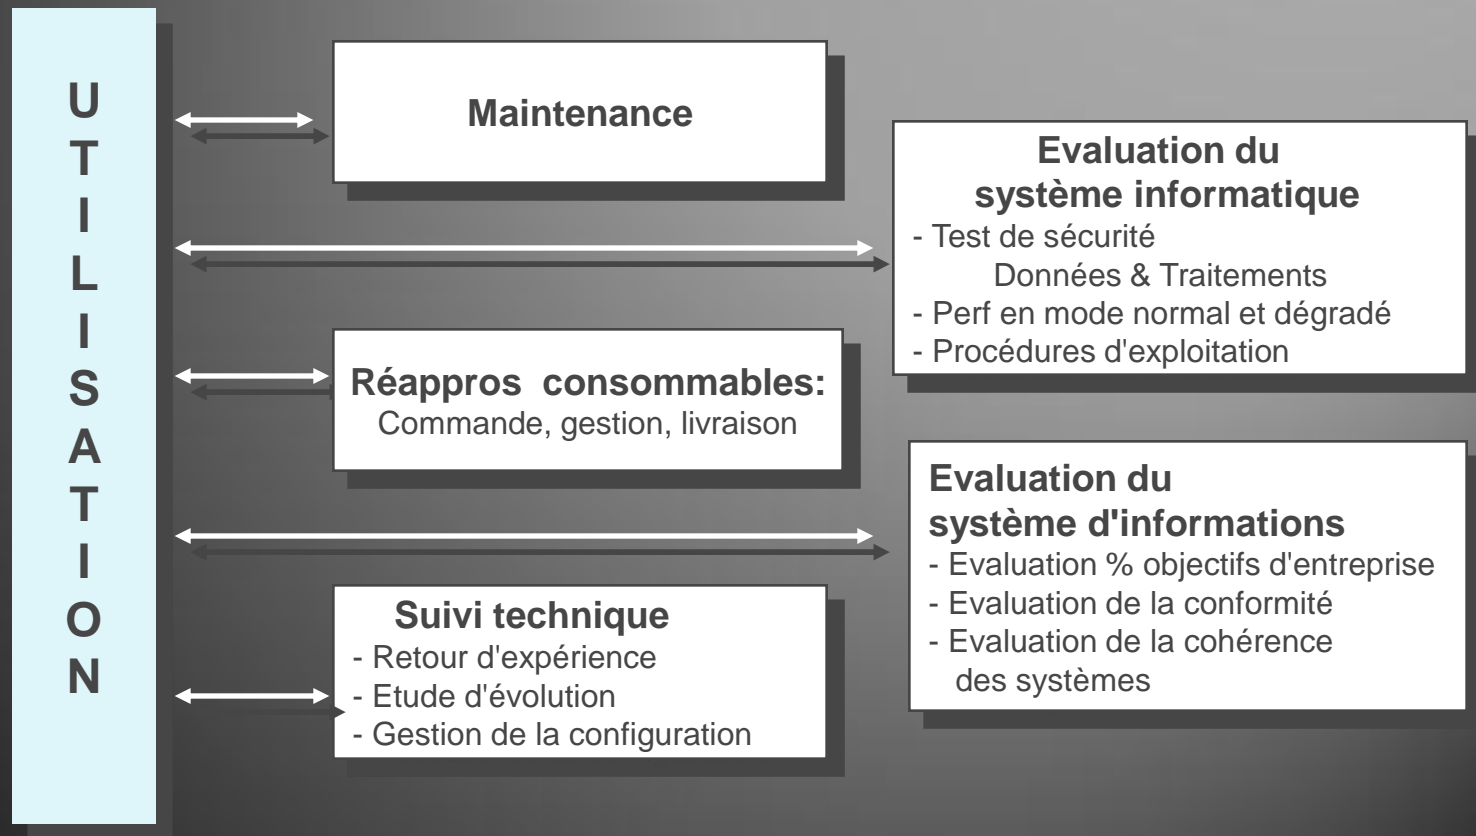 UTILISATION
Maintenance
Evaluation du
système informatique
- Test de sécurité
Données & Traitements
- Perf en mode normal et dégradé
- Procédures d'exploitation
Réappros consommables:
Commande, gestion, livraison
Evaluation du
système d'informations
- Evaluation % objectifs d'entreprise
- Evaluation de la conformité
- Evaluation de la cohérence
des systèmes
Suivi technique
- Retour d'expérience
- Etude d'évolution
- Gestion de la configuration